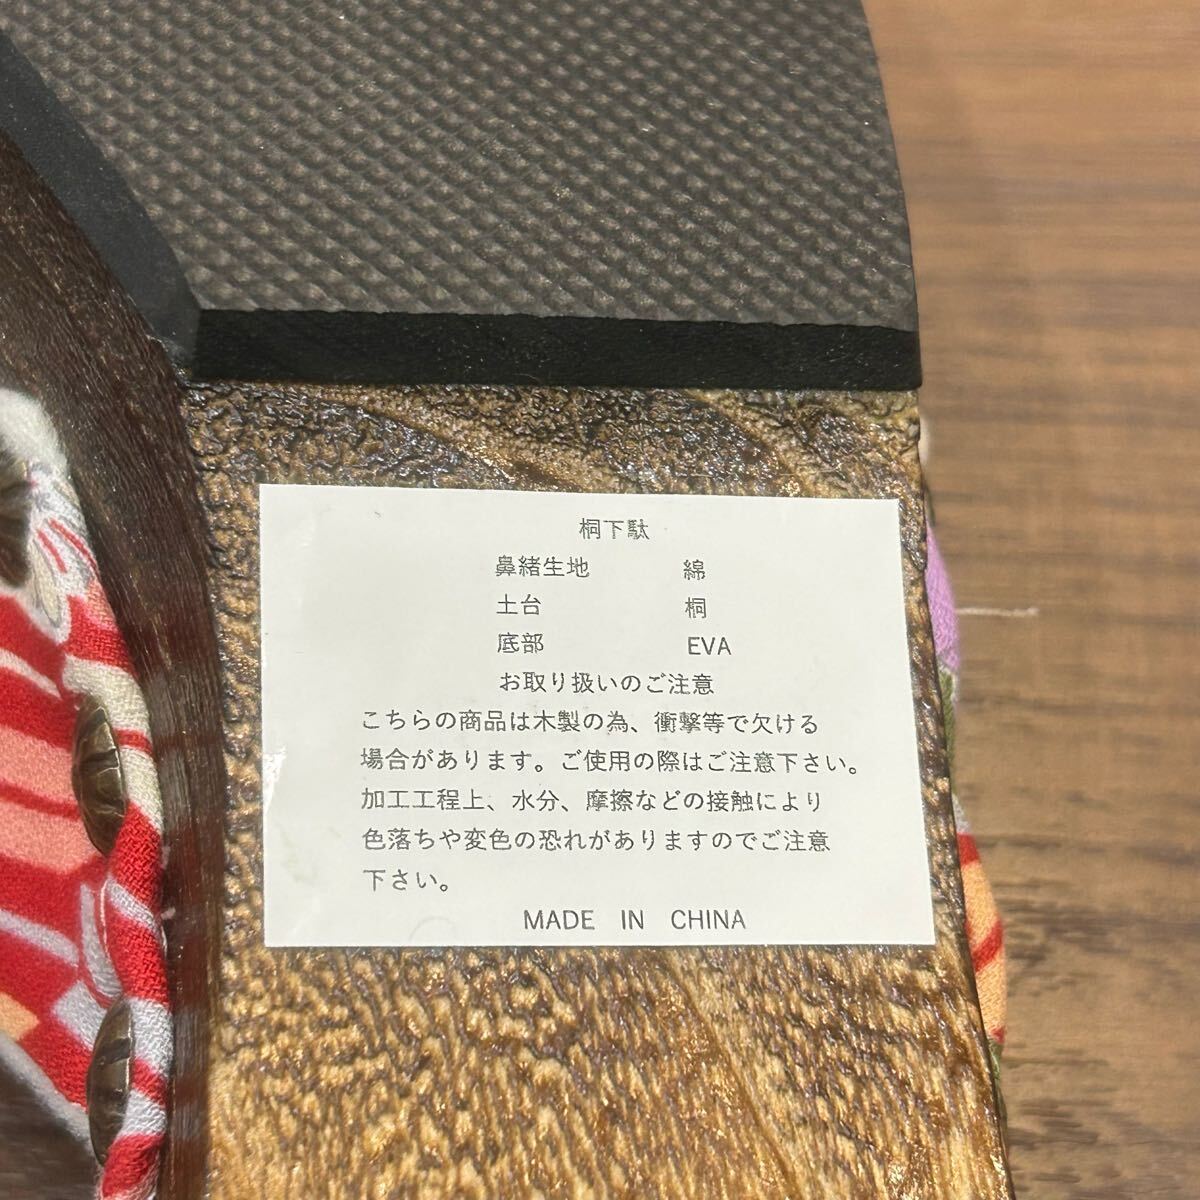 桐下駄
鼻緒生地 綿
土台 桐
底部 EVA
お取り扱いのご注意
こちらの商品は木製の為、衝撃等で欠ける
場合があります。ご使用の際はご注意下さい。
加工工程上、水分、摩擦などの接触により
色落ちや変色の恐れがありますのでご注意
下さい。
MADE IN CHINA